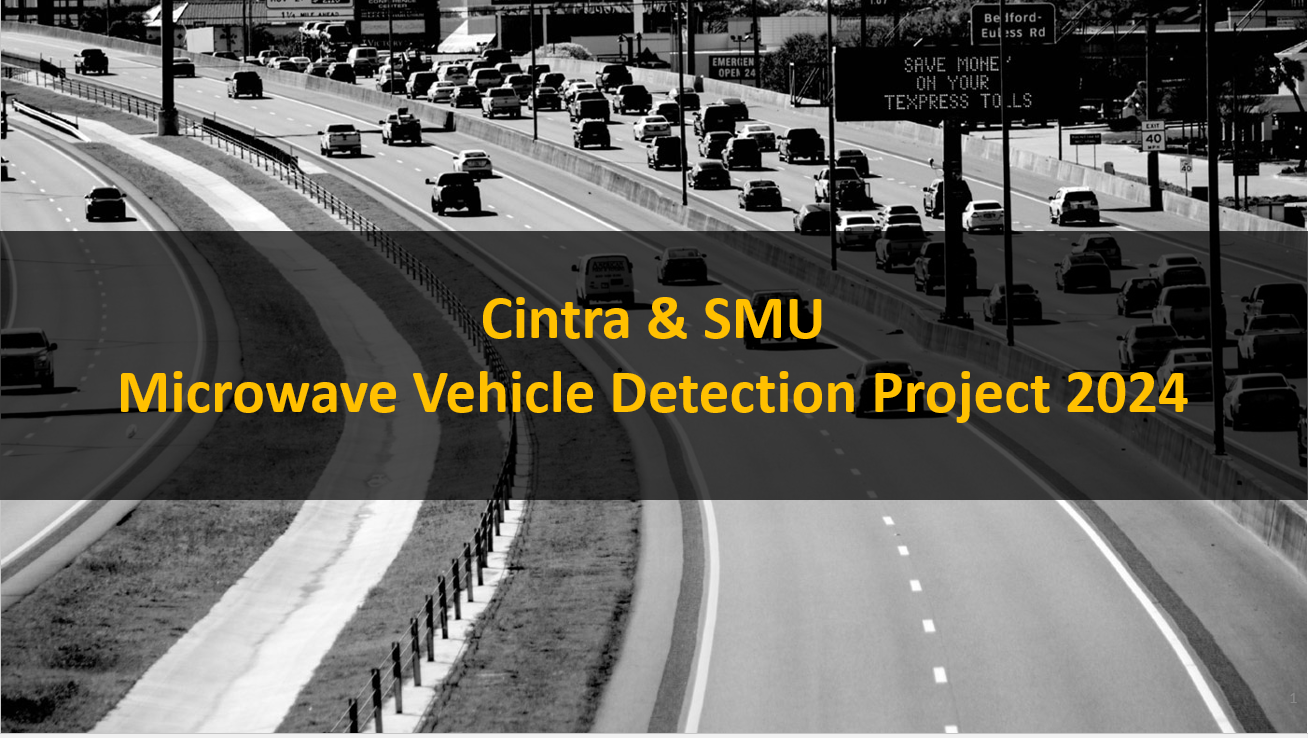 Bedford-
Euless Rd
SAVE MONEY
ON YOUR
TEXPRESS TOLLS
EMERGEN
OPEN 24
EXIT
40
Cintra & SMU
Microwave Vehicle Detection Project 2024
1